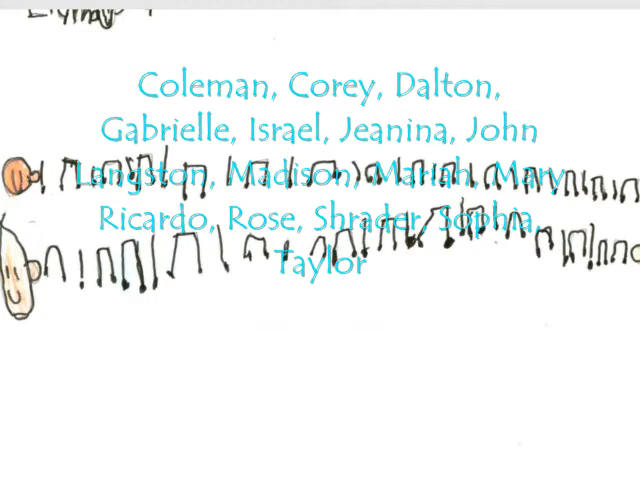 Coleman, Corey, Dalton,
Gabrielle, Israel, Jeanina, John
Langston, Madison, Mariah, Mary
Ricardo, Rose, Shrader, Sophia,
Taylor